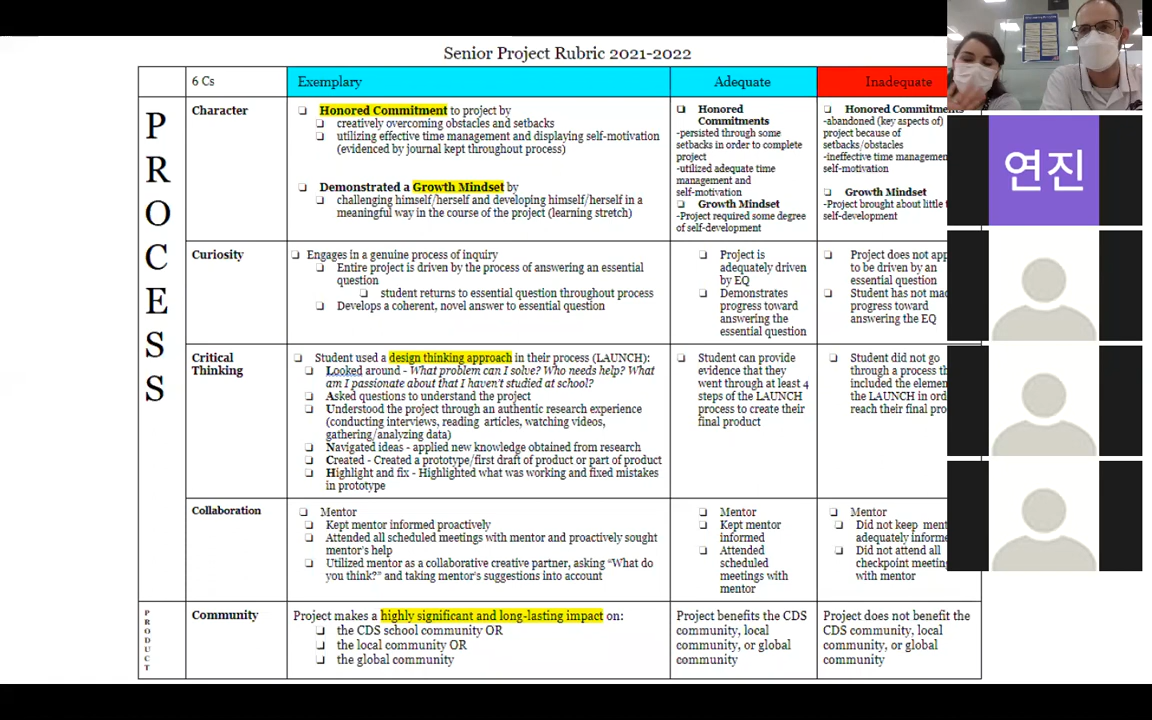 Senior Project Rubric 2021-2022
6 Cs
Exemplary
Adequate
Inadequate
PROCESS
Character
❏ Honored Commitment to project by
❏ creatively overcoming obstacles and setbacks
❏ utilizing effective time management and displaying self-motivation
(evidenced by journal kept throughout process)
❏ Demonstrated a Growth Mindset by
❏ challenging himself/herself and developing himself/herself in a
meaningful way in the course of the project (learning stretch)
❏ Honored
Commitments
-persisted through some
setbacks in order to complete
project
-utilized adequate time
management and
self-motivation
❏ Growth Mindset
-Project required some degree
of self-development
❏ Honored Commitments
-abandoned (key aspects of)
project because of
setbacks/obstacles
-ineffective time management
self-motivation
❏ Growth Mindset
-Project brought about little
self-development
Curiosity
❏ Engages in a genuine process of inquiry
❏ Entire project is driven by the process of answering an essential
question
❏ student returns to essential question throughout process
❏ Develops a coherent, novel answer to essential question
❏ Project is
adequately driven
by EQ
❏ Demonstrates
progress toward
answering the
essential question
❏ Project does not app
to be driven by an
essential question
❏ Student has not mad
progress toward
answering the EQ
Critical
Thinking
❏ Student used a design thinking approach in their process (LAUNCH):
❏ Looked around - What problem can I solve? Who needs help? What
am I passionate about that I haven't studied at school?
❏ Asked questions to understand the project
❏ Understood the project through an authentic research experience
(conducting interviews, reading articles, watching videos,
gathering/analyzing data)
❏ Navigated ideas - applied new knowledge obtained from research
❏ Created - Created a prototype/first draft of product or part of product
❏ Highlight and fix - Highlighted what was working and fixed mistakes
in prototype
❏ Student can provide
evidence that they
went through at least 4
steps of the LAUNCH
process to create their
final product
❏ Student did not go
through a process th
included the elemen
the LAUNCH in ord
reach their final pro
Collaboration
❏ Mentor
❏ Kept mentor informed proactively
❏ Attended all scheduled meetings with mentor and proactively sought
mentor's help
❏ Utilized mentor as a collaborative creative partner, asking "What do
you think?" and taking mentor's suggestions into account
❏ Mentor
❏ Kept mentor
informed
❏ Attended
scheduled
meetings with
mentor
❏ Mentor
❏ Did not keep ment
adequately informe
❏ Did not attend all
checkpoint meeting
with mentor
PRODUCT
Community
Project makes a highly significant and long-lasting impact on:
❏ the CDS school community OR
❏ the local community OR
❏ the global community
Project benefits the CDS
community, local
community, or global
community
Project does not benefit the
CDS community, local
community, or global
community
연진